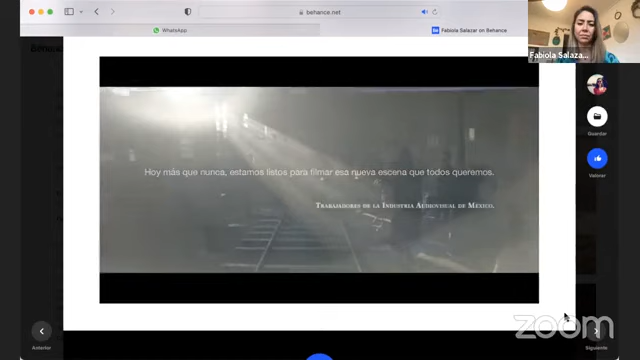 behance.net
WhatsApp
Fabiola Salazar on Behance
Fabiola Salaza...
Hoy más que nunca, estamos listos para filmar esa nueva escena que todos queremos.
Trabajadores de la Industria Audiovisual de México.
Guardar
Valorar
Anterior
Siguiente
zoom